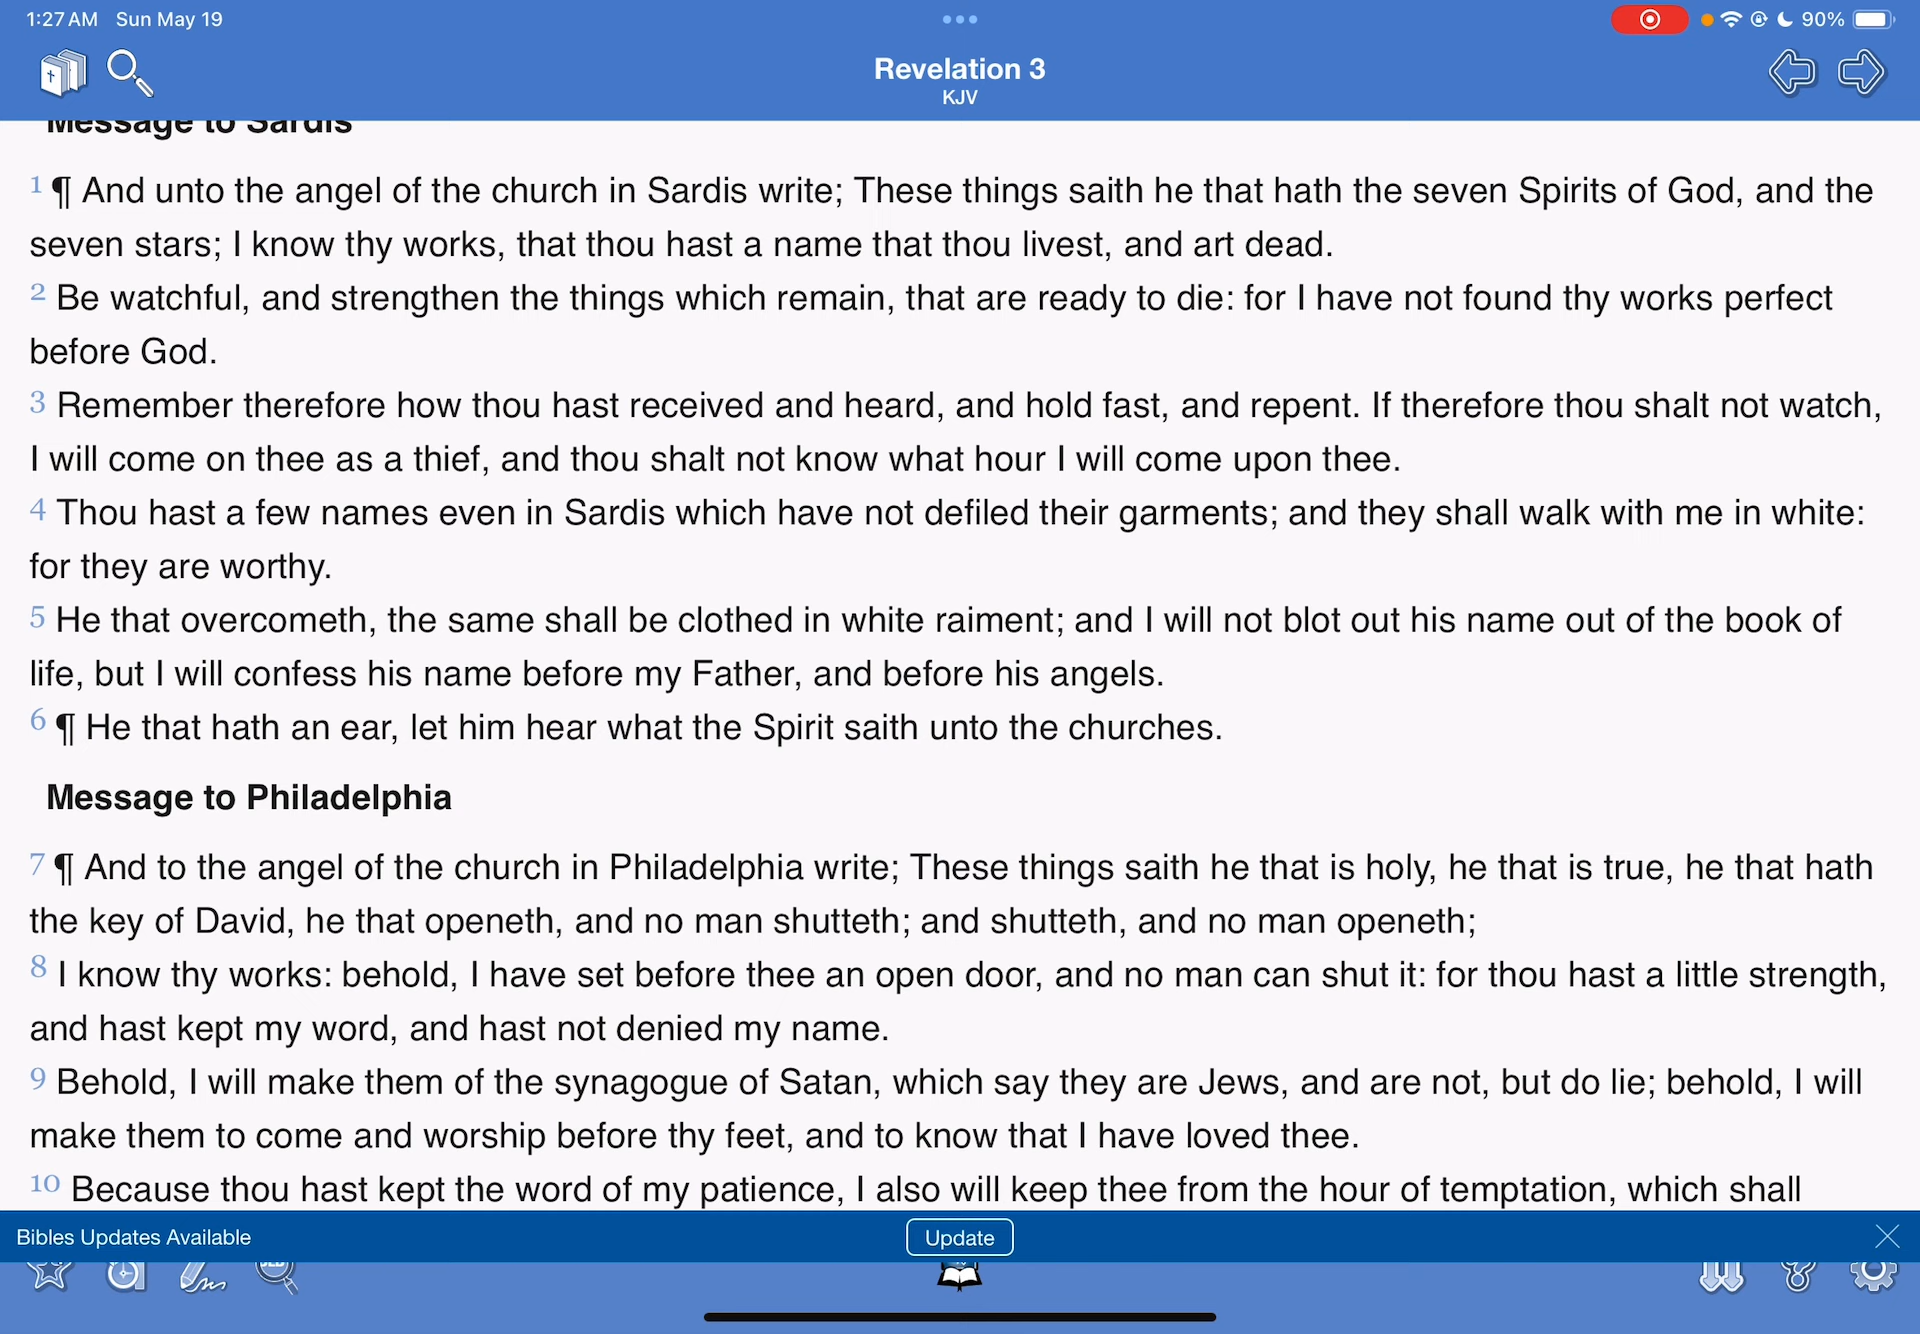 1:27 AM Sun May 19
90%
Revelation 3
KJV
Message to Sardis
1 ¶ And unto the angel of the church in Sardis write; These things saith he that hath the seven Spirits of God, and the
seven stars; I know thy works, that thou hast a name that thou livest, and art dead.
2 Be watchful, and strengthen the things which remain, that are ready to die: for I have not found thy works perfect
before God.
3 Remember therefore how thou hast received and heard, and hold fast, and repent. If therefore thou shalt not watch,
I will come on thee as a thief, and thou shalt not know what hour I will come upon thee.
4 Thou hast a few names even in Sardis which have not defiled their garments; and they shall walk with me in white:
for they are worthy.
5 He that overcometh, the same shall be clothed in white raiment; and I will not blot out his name out of the book of
life, but I will confess his name before my Father, and before his angels.
6 ¶ He that hath an ear, let him hear what the Spirit saith unto the churches.
Message to Philadelphia
7 ¶ And to the angel of the church in Philadelphia write; These things saith he that is holy, he that is true, he that hath
the key of David, he that openeth, and no man shutteth; and shutteth, and no man openeth;
8 I know thy works: behold, I have set before thee an open door, and no man can shut it: for thou hast a little strength,
and hast kept my word, and hast not denied my name.
9 Behold, I will make them of the synagogue of Satan, which say they are Jews, and are not, but do lie; behold, I will
make them to come and worship before thy feet, and to know that I have loved thee.
10 Because thou hast kept the word of my patience, I also will keep thee from the hour of temptation, which shall
Bibles Updates Available
Update